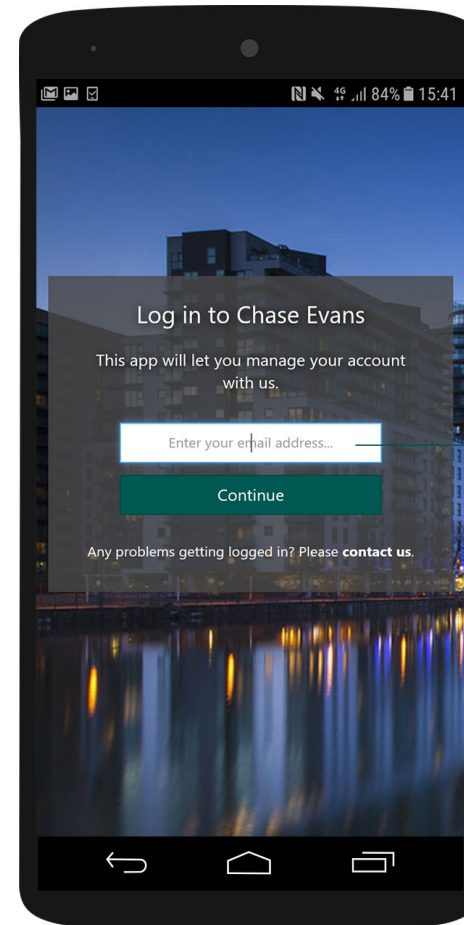 4G 84% 15:41
Log in to Chase Evans
This app will let you manage your account
with us.
Enter your email address...
Continue
Any problems getting logged in? Please contact us.